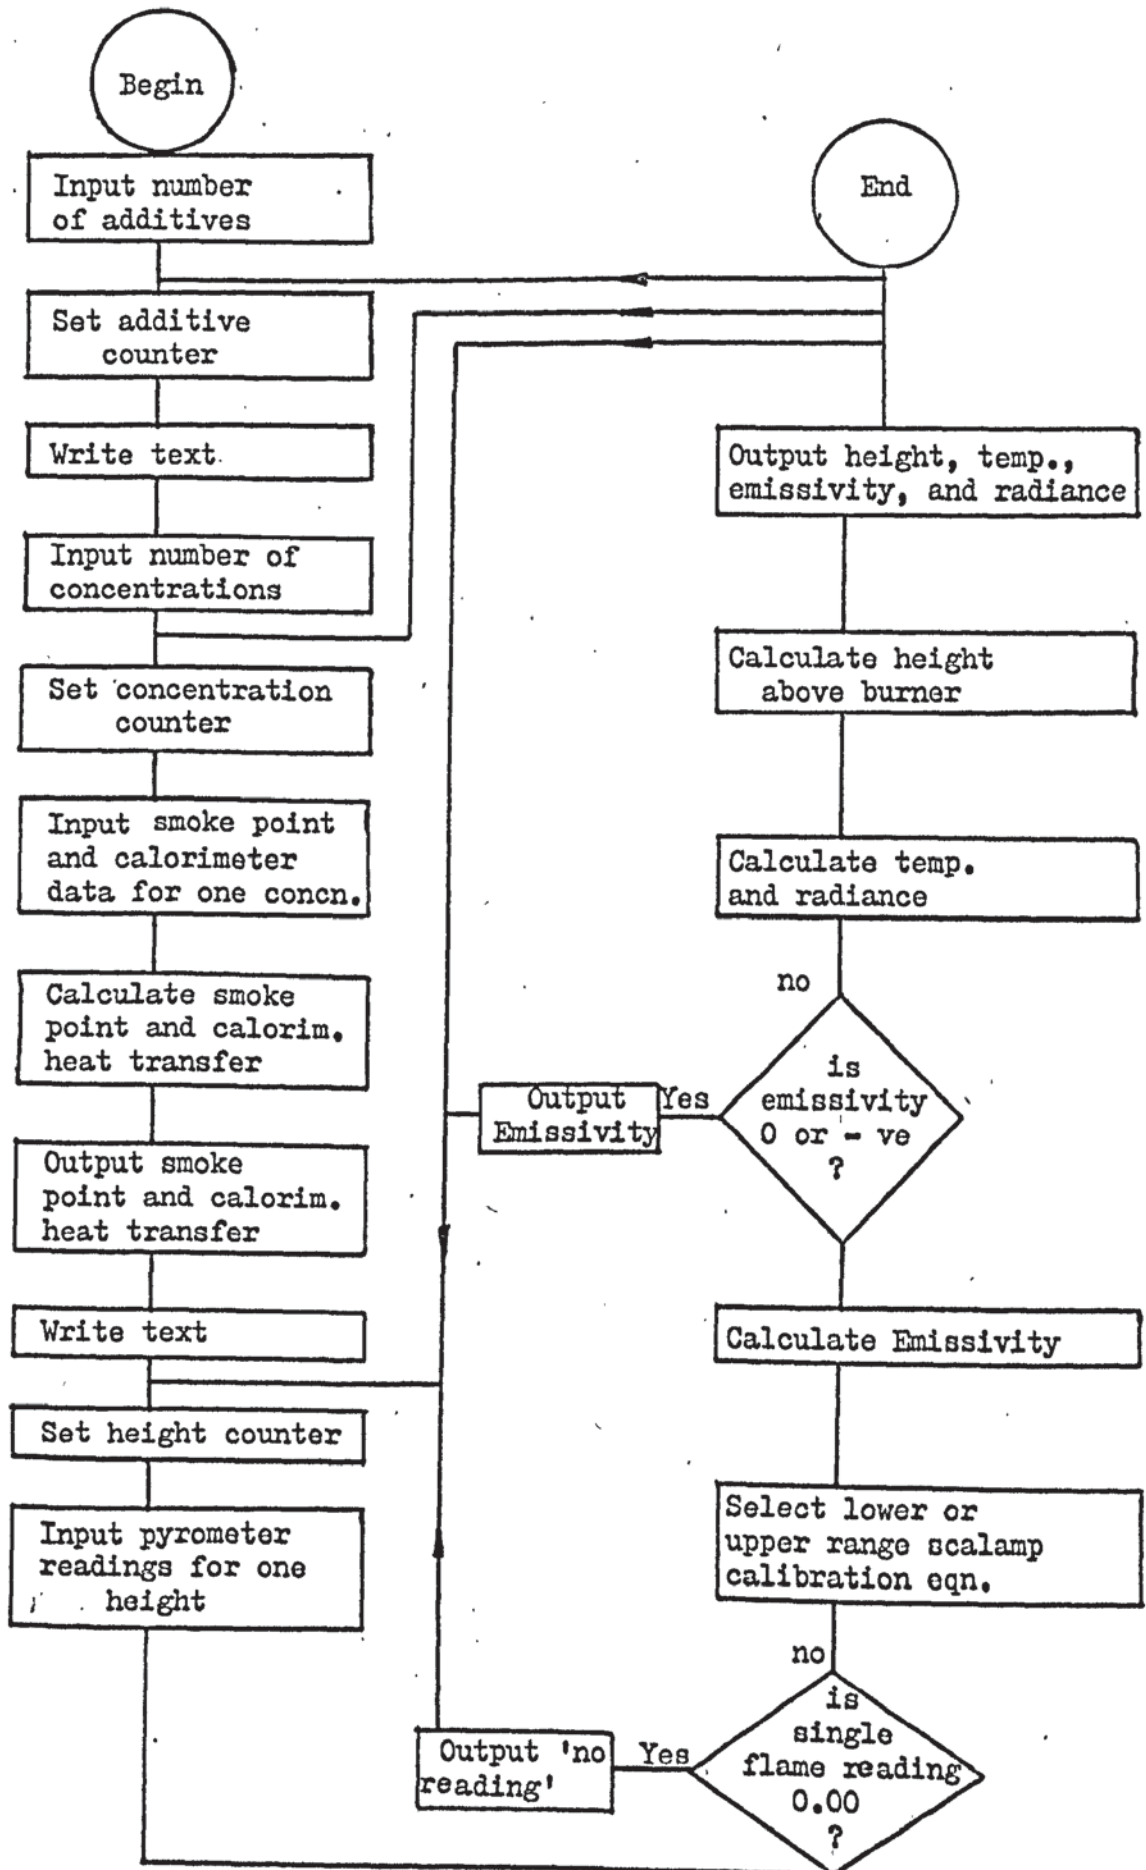 Begin
Input number
of additives
Set additive
counter
Write text.
Input number of
concentrations
Set concentration
counter
Input smoke point
and calorimeter
data for one concn.
Calculate smoke
point and calorim.
heat transfer
Output smoke
point and calorim.
heat transfer
Write text
Set height counter
Input pyrometer
readings for one
height
End
Output height, temp.,
emissivity, and radiance
Calculate height
above burner
Calculate temp.
and radiance
no
is
emissivity
0 or - ve
?
Yes
Output
Emissivity
Calculate Emissivity
Select lower or
upper range scalamp
calibration eqn.
no
is
single
flame reading
0.00
?
Yes
Output 'no
reading'